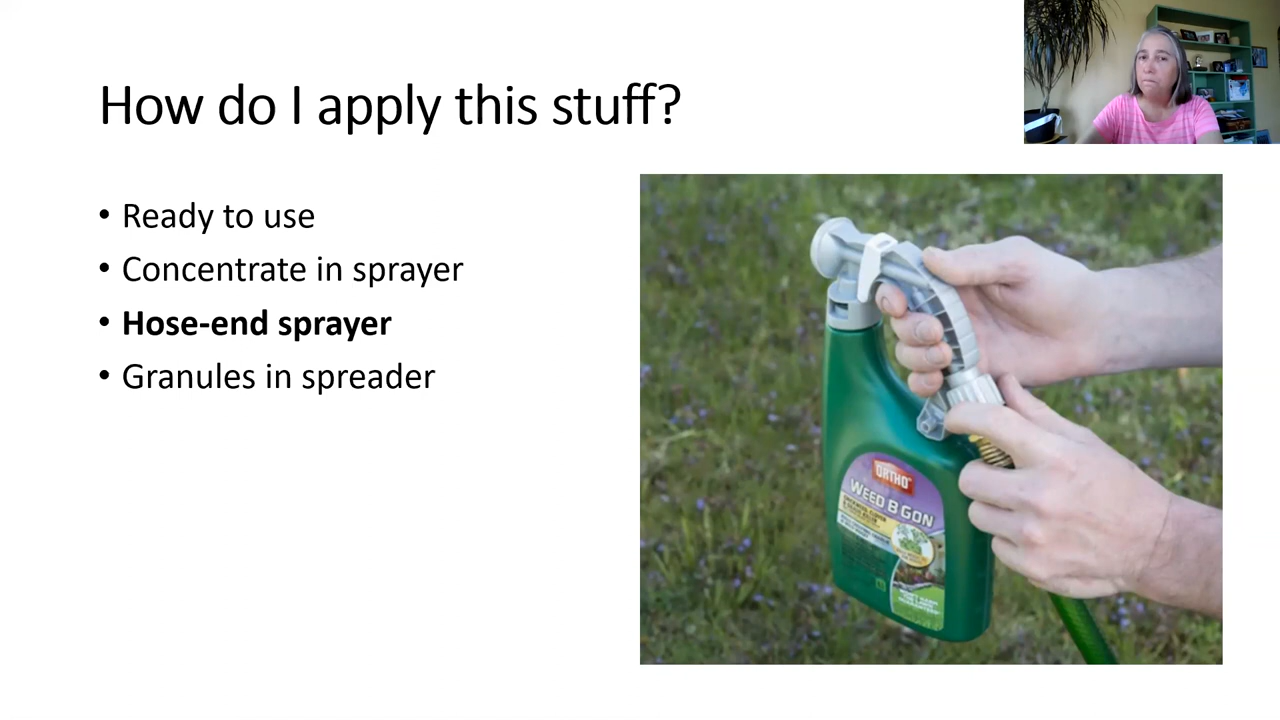 How do I apply this stuff?
• Ready to use
• Concentrate in sprayer
• Hose-end sprayer
• Granules in spreader
ORTHO
WEED B GON